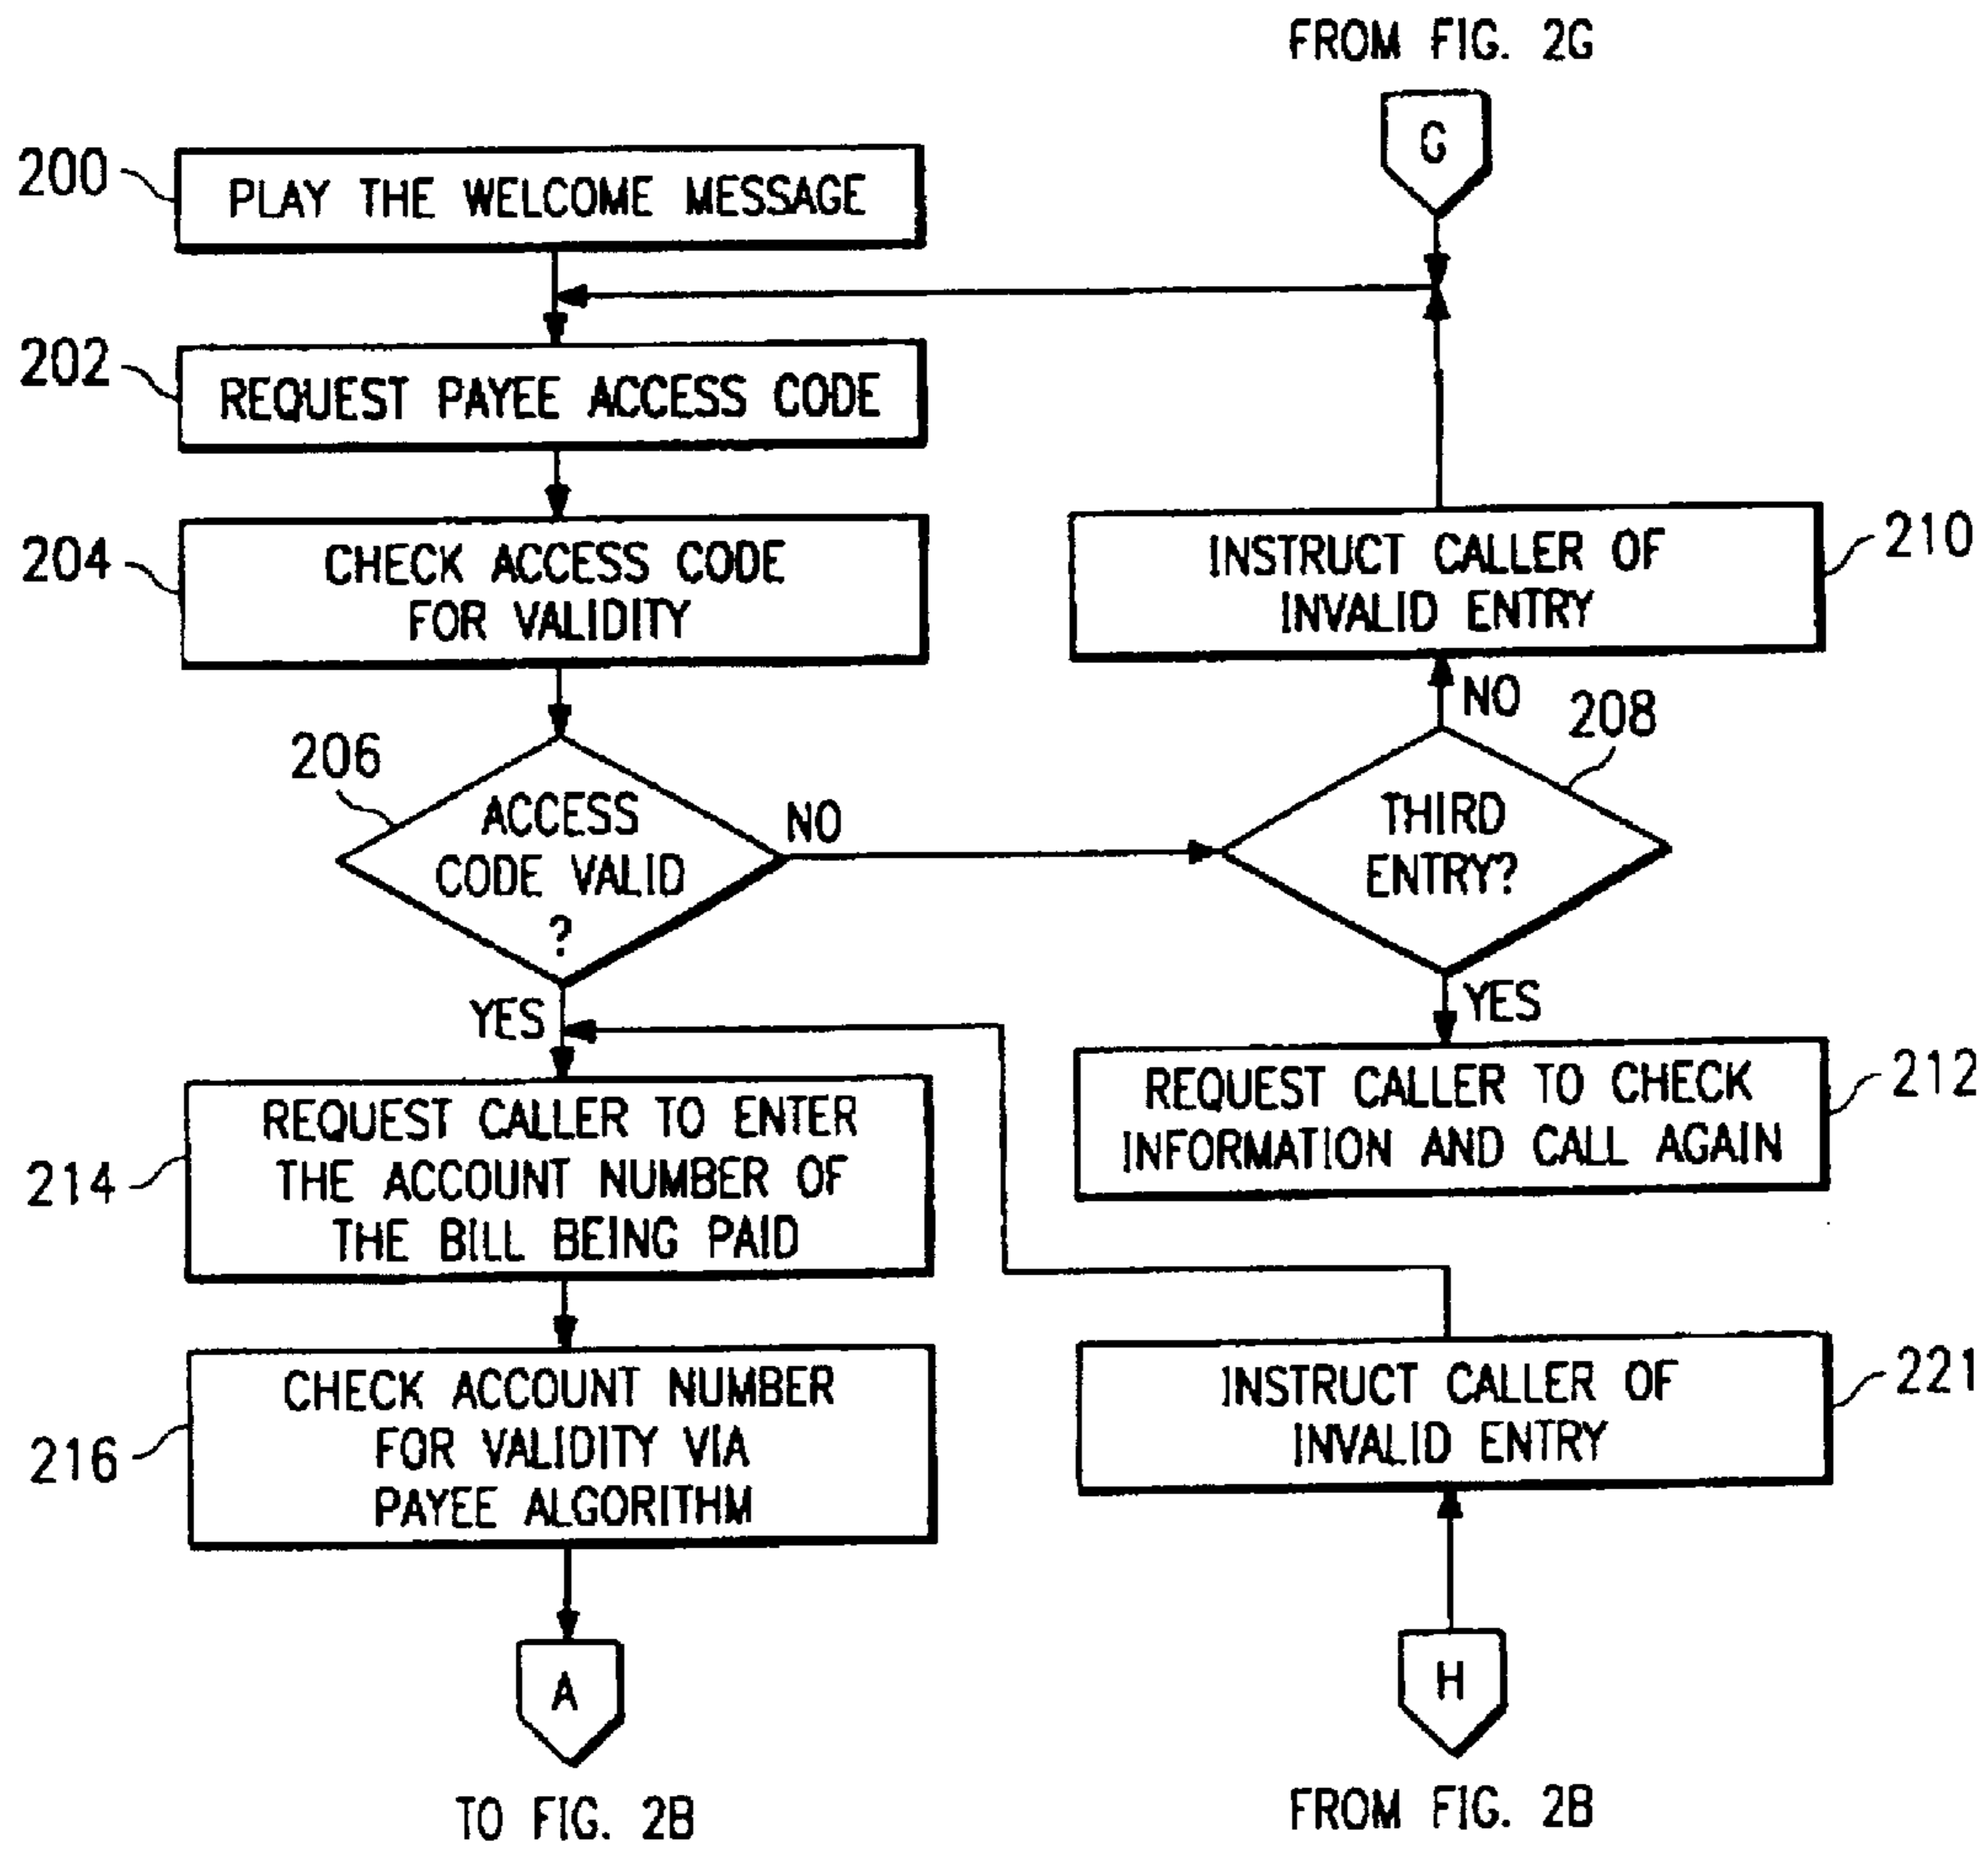 FROM FIG. 2G
G
200
PLAY THE WELCOME MESSAGE
202
REQUEST PAYEE ACCESS CODE
204
CHECK ACCESS CODE
FOR VALIDITY
INSTRUCT CALLER OF
INVALID ENTRY
210
NO
208
206
ACCESS
CODE VALID
?
NO
THIRD
ENTRY?
YES
YES
214
REQUEST CALLER TO ENTER
THE ACCOUNT NUMBER OF
THE BILL BEING PAID
REQUEST CALLER TO CHECK
INFORMATION AND CALL AGAIN
212
216
CHECK ACCOUNT NUMBER
FOR VALIDITY VIA
PAYEE ALGORITHM
INSTRUCT CALLER OF
INVALID ENTRY
221
A
H
TO FIG. 2B
FROM FIG. 2B